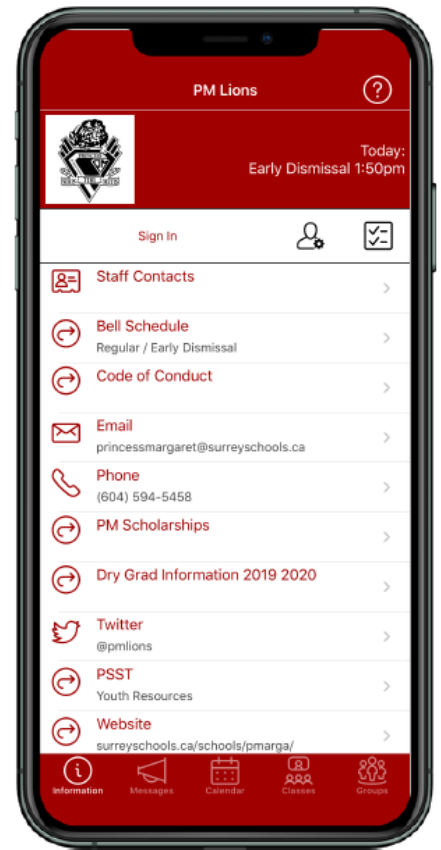 PM Lions
?
Today:
Early Dismissal 1:50pm
Sign In
Staff Contacts
Bell Schedule
Regular / Early Dismissal
Code of Conduct
Email
princessmargaret@surreyschools.ca
Phone
(604) 594-5458
PM Scholarships
Dry Grad Information 2019 2020
Twitter
@pmlions
PSST
Youth Resources
Website
surreyschools.ca/schools/pmarga/
Information
Messages
Calendar
Classes
Groups